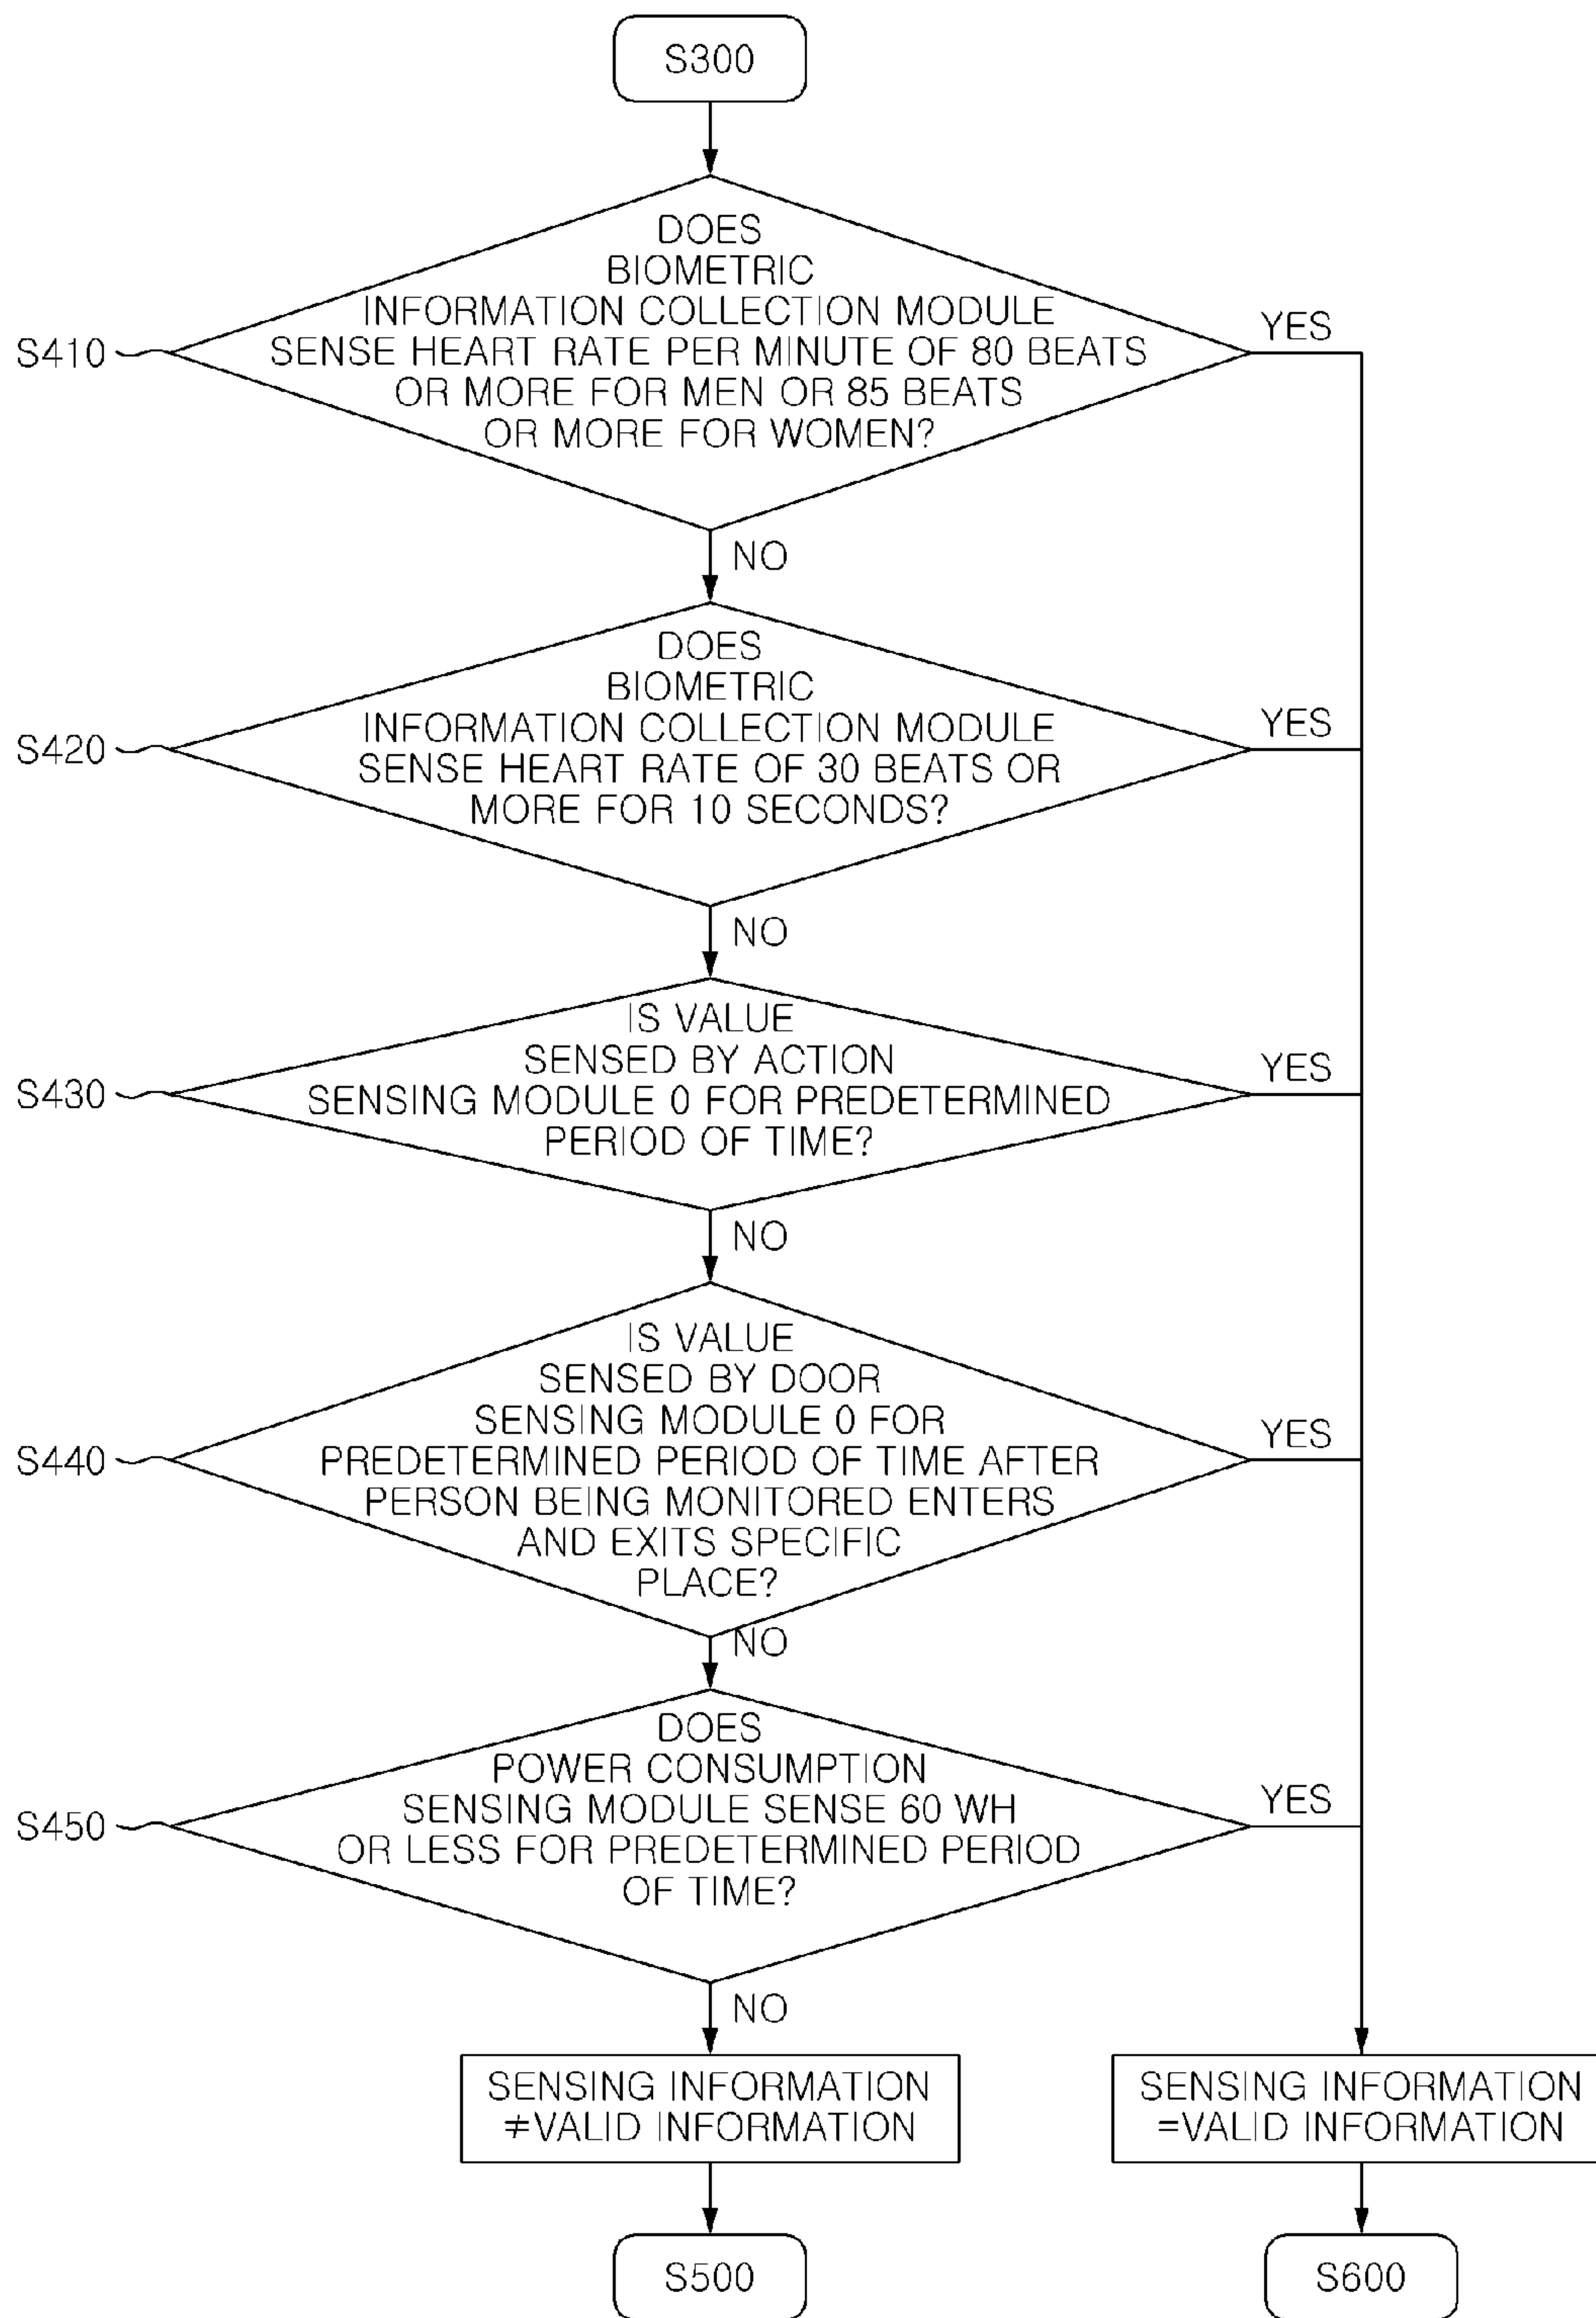 S300
DOES
BIOMETRIC
INFORMATION COLLECTION MODULE
SENSE HEART RATE PER MINUTE OF 80 BEATS
OR MORE FOR MEN OR 85 BEATS
OR MORE FOR WOMEN?
S410
YES
NO
DOES
BIOMETRIC
INFORMATION COLLECTION MODULE
SENSE HEART RATE OF 30 BEATS OR
MORE FOR 10 SECONDS?
S420
YES
NO
IS VALUE
SENSED BY ACTION
SENSING MODULE 0 FOR PREDETERMINED
PERIOD OF TIME?
S430
YES
NO
IS VALUE
SENSED BY DOOR
SENSING MODULE 0 FOR
PREDETERMINED PERIOD OF TIME AFTER
PERSON BEING MONITORED ENTERS
AND EXITS SPECIFIC
PLACE?
S440
YES
NO
DOES
POWER CONSUMPTION
SENSING MODULE SENSE 60 WH
OR LESS FOR PREDETERMINED PERIOD
OF TIME?
S450
YES
NO
SENSING INFORMATION
≠VALID INFORMATION
SENSING INFORMATION
=VALID INFORMATION
S500
S600